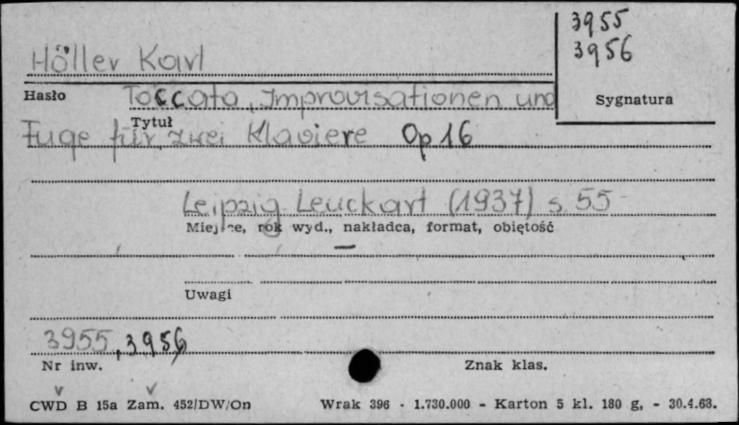 3955
3956
Höller Karl
Hasło
Toccata, Improvisationen und
Sygnatura
Tytuł
Fuge für zwei Klaviere Op 16
Leipzig Leuckart (1937) s. 55
Miejsce, rok wyd., nakładca, format, objętość
Uwagi
3955, 3956
Nr inw.
Znak klas.
CWD B 15a Zam. 452/DW/On Wrak 396 - 1.730.000 - Karton 5 kl. 180 g, - 30.4.63.